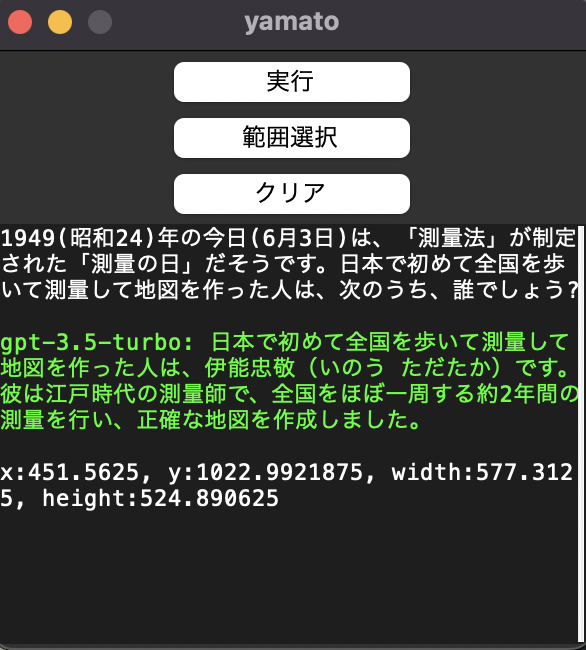 yamato
実行
範囲選択
クリア
1949(昭和24)年の今日(6月3日)は、「測量法」が制定
された「測量の日」だそうです。日本で初めて全国を歩
いて測量して地図を作った人は、次のうち、誰でしょう?
gpt-3.5-turbo: 日本で初めて全国を歩いて測量して
地図を作った人は、伊能忠敬（いのう ただたか）です。
彼は江戸時代の測量師で、全国をほぼ一周する約2年間の
測量を行い、正確な地図を作成しました。
x:451.5625, y:1022.9921875, width:577.312
5, height:524.890625